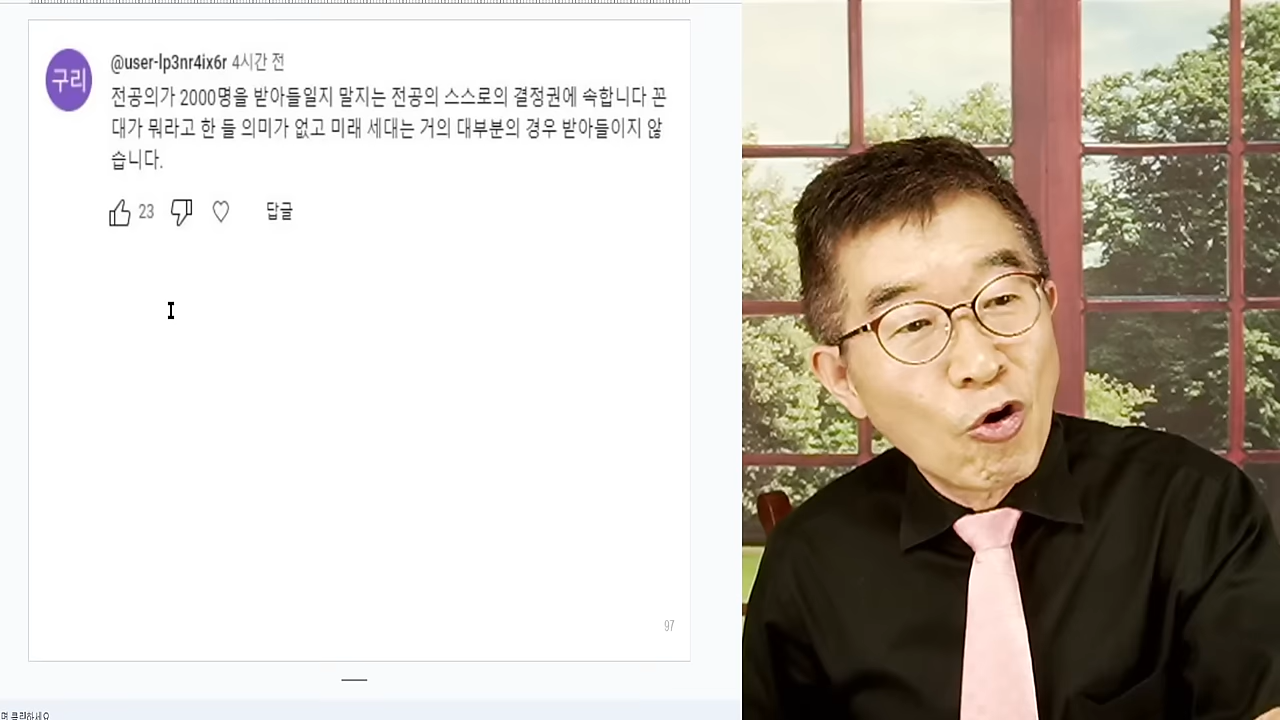 구리
@user-lp3nr4ix6r 4시간 전
전공의가 2000명을 받아들일지 말지는 전공의 스스로의 결정권에 속합니다 꼰
대가 뭐라고 한 들 의미가 없고 미래 세대는 거의 대부분의 경우 받아들이지 않
습니다.
23 답글
97